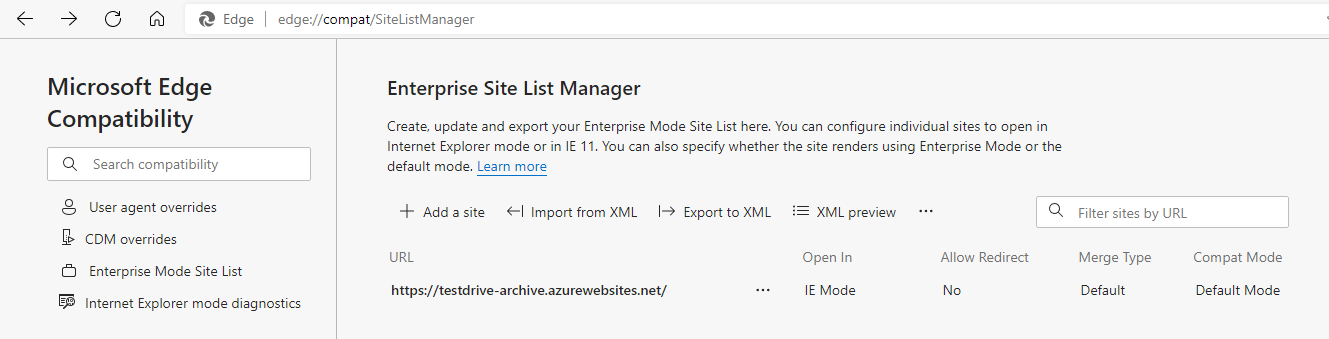 Edge | edge://compat/SiteListManager
Microsoft Edge
Compatibility
Search compatibility
User agent overrides
CDM overrides
Enterprise Mode Site List
Internet Explorer mode diagnostics
Enterprise Site List Manager
Create, update and export your Enterprise Mode Site List here. You can configure individual sites to open in
Internet Explorer mode or in IE 11. You can also specify whether the site renders using Enterprise Mode or the
default mode. Learn more
Add a site Import from XML Export to XML XML preview ··· Filter sites by URL
URL Open In Allow Redirect Merge Type Compat Mode
https://testdrive-archive.azurewebsites.net/ ··· IE Mode No Default Default Mode